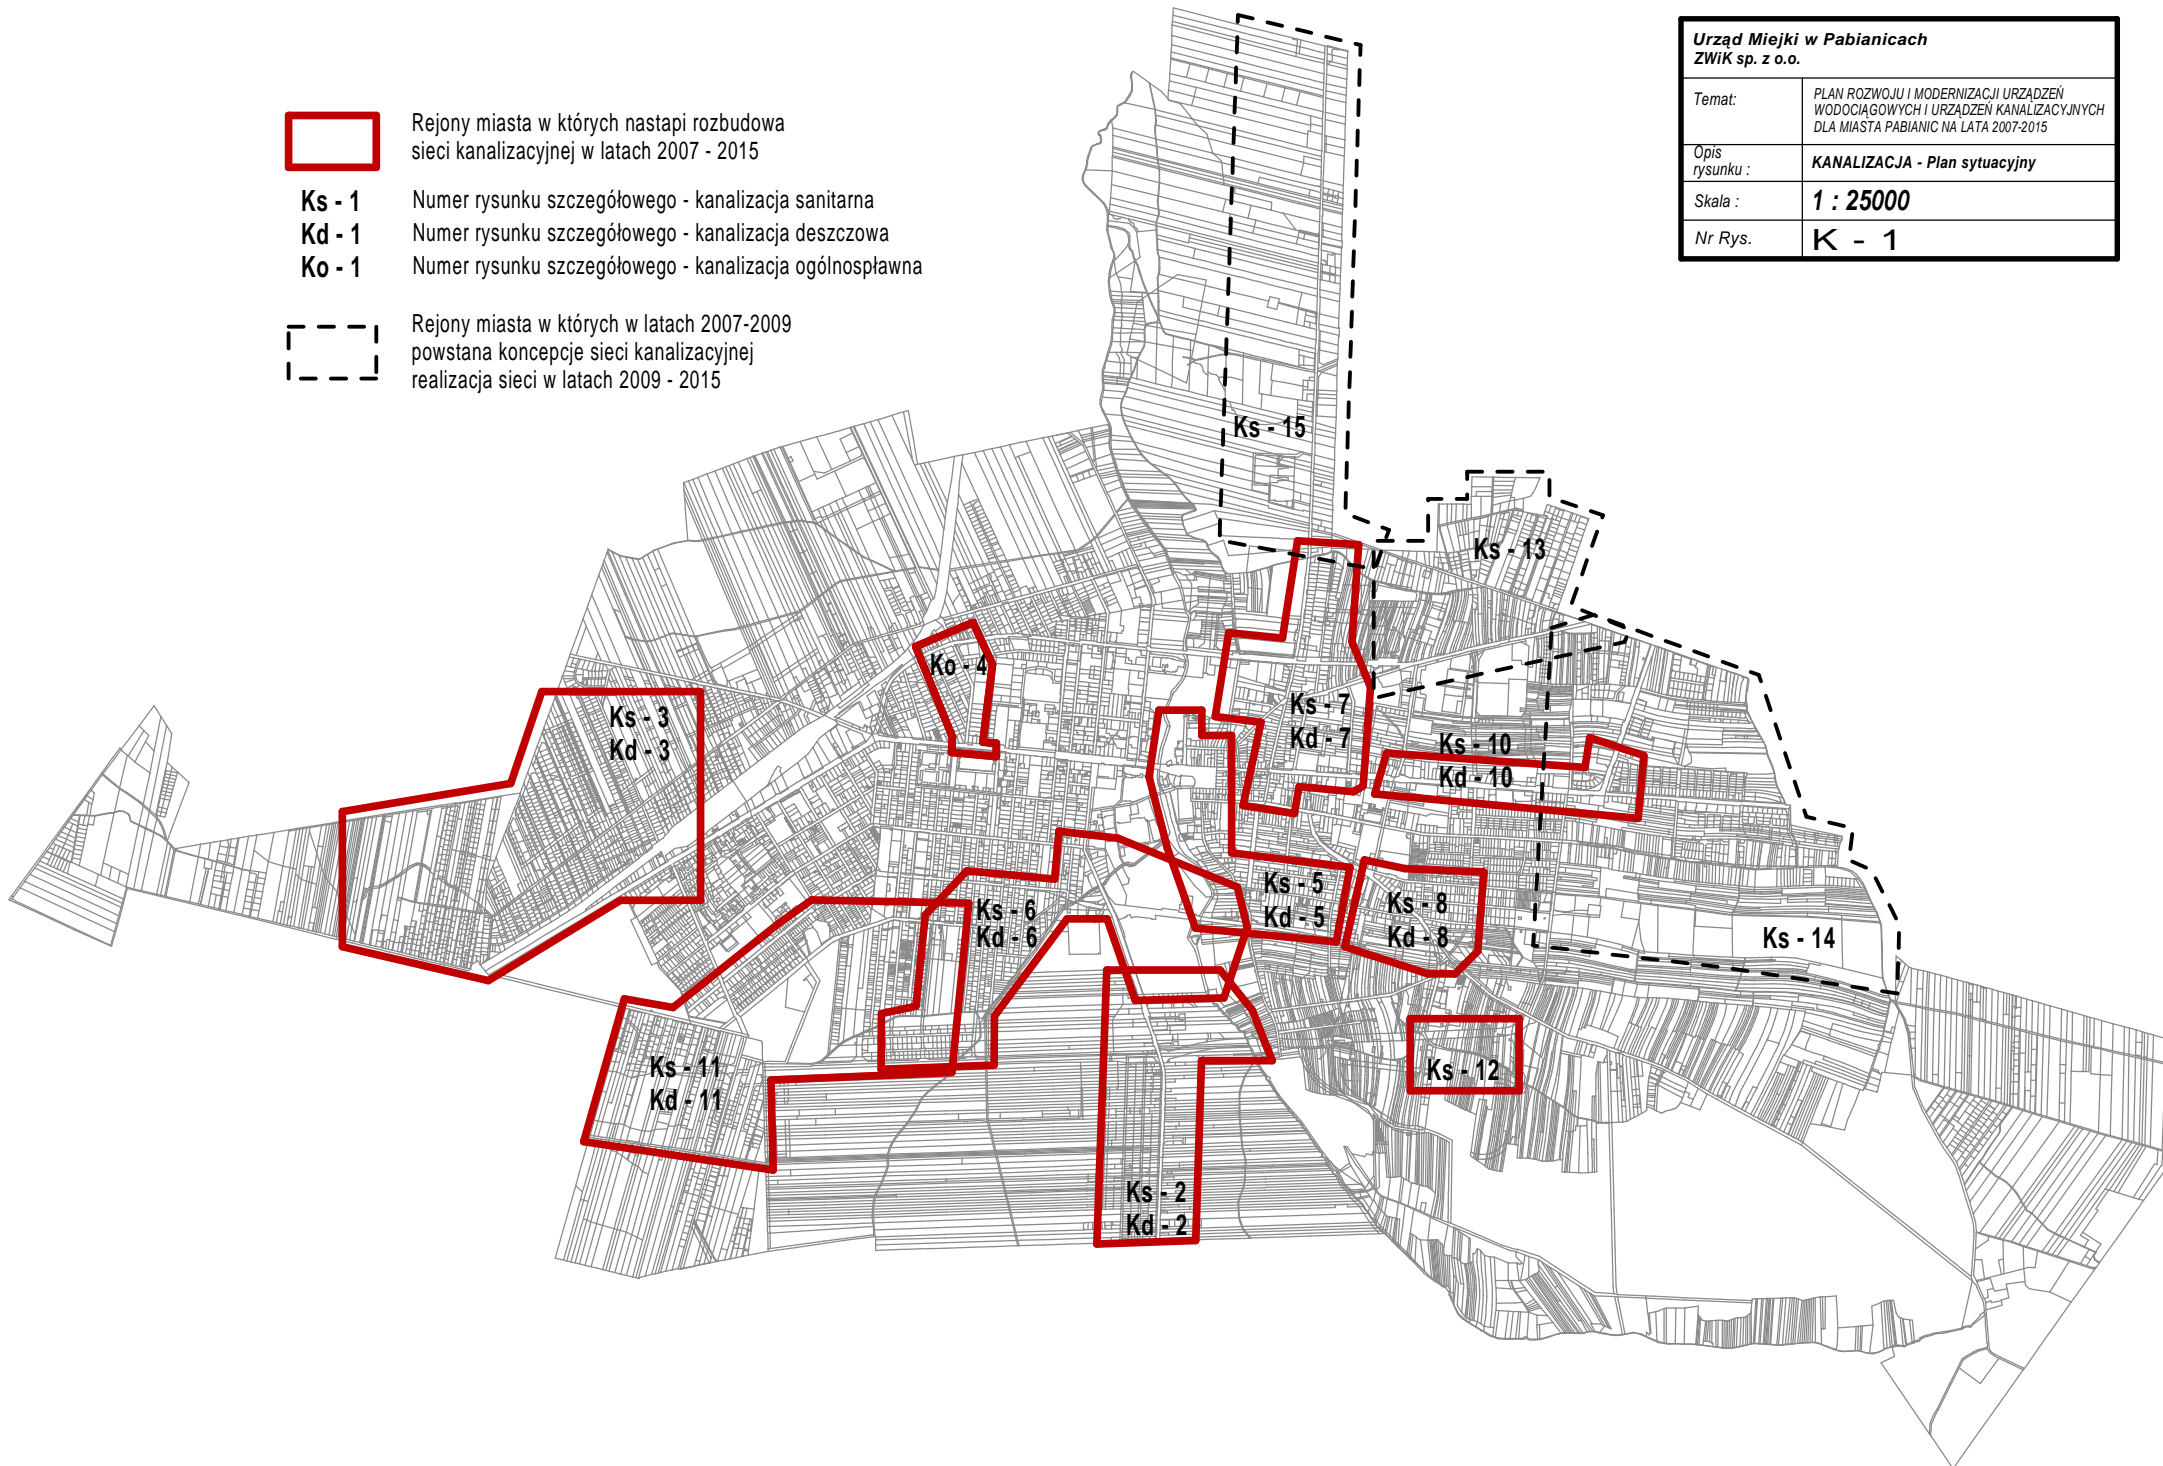 Urząd Miejki w Pabianicach
ZWiK sp. z o.o.
Temat:
PLAN ROZWOJU I MODERNIZACJI URZĄDZEŃ
WODOCIĄGOWYCH I URZĄDZEŃ KANALIZACYJNYCH
DLA MIASTA PABIANIC NA LATA 2007-2015
Opis
rysunku :
KANALIZACJA - Plan sytuacyjny
Skala :
1 : 25000
Nr Rys.
K - 1
Rejony miasta w których nastapi rozbudowa
sieci kanalizacyjnej w latach 2007 - 2015
Ks - 1 Numer rysunku szczegółowego - kanalizacja sanitarna
Kd - 1 Numer rysunku szczegółowego - kanalizacja deszczowa
Ko - 1 Numer rysunku szczegółowego - kanalizacja ogólnospławna
Rejony miasta w których w latach 2007-2009
powstana koncepcje sieci kanalizacyjnej
realizacja sieci w latach 2009 - 2015
Ks - 15
Ks - 13
Ko - 4
Ks - 3
Kd - 3
Ks - 7
Kd - 7
Ks - 10
Kd - 10
Ks - 5
Kd - 5
Ks - 6
Kd - 6
Ks - 8
Kd - 8
Ks - 14
Ks - 11
Kd - 11
Ks - 12
Ks - 2
Kd - 2